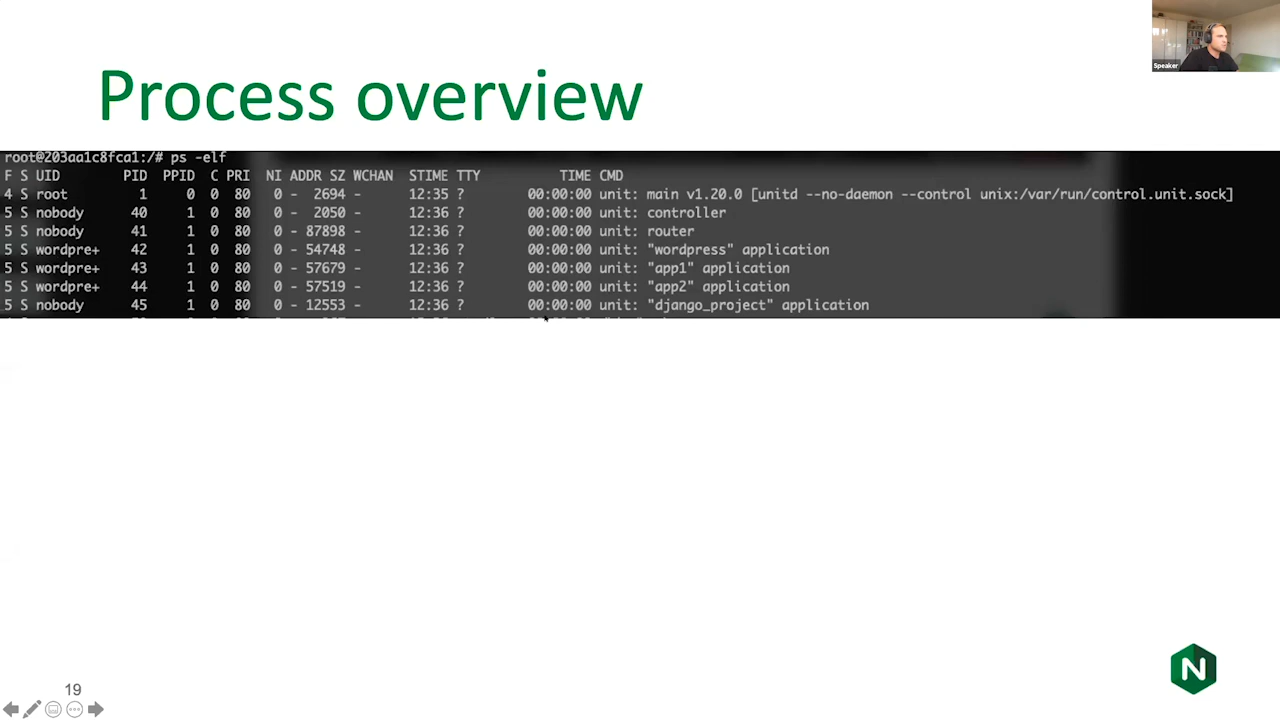 Speaker
Process overview
root@203aa1c8fca1:/# ps -elf
F S UID PID PPID C PRI NI ADDR SZ WCHAN STIME TTY TIME CMD
4 S root 1 0 0 80 0 - 2694 - 12:35 ? 00:00:00 unit: main v1.20.0 [unitd --no-daemon --control unix:/var/run/control.unit.sock]
5 S nobody 40 1 0 80 0 - 2050 - 12:36 ? 00:00:00 unit: controller
5 S nobody 41 1 0 80 0 - 87898 - 12:36 ? 00:00:00 unit: router
5 S wordpre+ 42 1 0 80 0 - 54748 - 12:36 ? 00:00:00 unit: "wordpress" application
5 S wordpre+ 43 1 0 80 0 - 57679 - 12:36 ? 00:00:00 unit: "app1" application
5 S wordpre+ 44 1 0 80 0 - 57519 - 12:36 ? 00:00:00 unit: "app2" application
5 S nobody 45 1 0 80 0 - 12553 - 12:36 ? 00:00:00 unit: "django_project" application
N
19